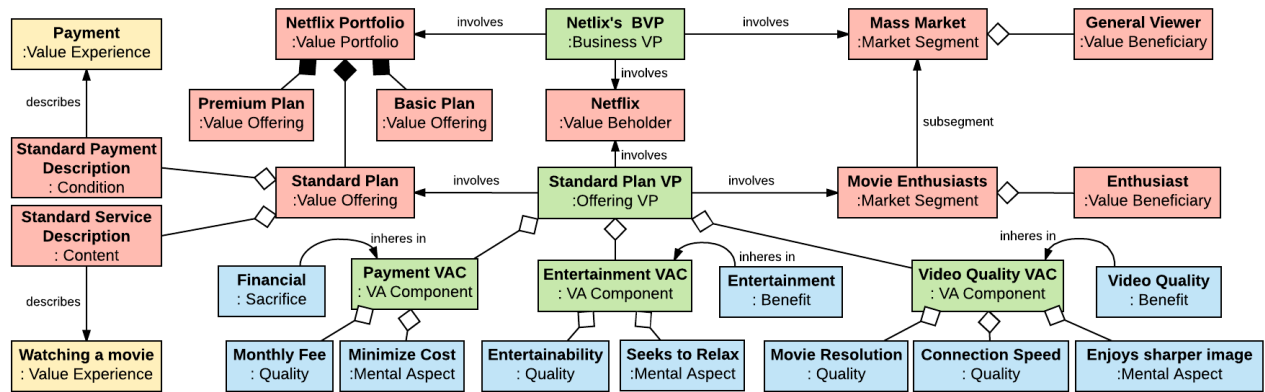 Payment
:Value Experience
Netflix Portfolio
:Value Portfolio
involves
Netlix's  BVP
:Business VP
involves
Mass Market
:Market Segment
General Viewer
:Value Beneficiary
involves
describes
Premium Plan
:Value Offering
Basic Plan
:Value Offering
Netflix
:Value Beholder
subsegment
Standard Payment
Description
: Condition
involves
Standard Plan
:Value Offering
involves
Standard Plan VP
:Offering VP
involves
Movie Enthusiasts
:Market Segment
Enthusiast
:Value Beneficiary
Standard Service
Description
: Content
inheres in
inheres in
inheres in
Financial
: Sacrifice
Payment VAC
: VA Component
Entertainment VAC
: VA Component
Entertainment
: Benefit
Video Quality VAC
: VA Component
Video Quality
: Benefit
describes
Watching a movie
: Value Experience
Monthly Fee
: Quality
Minimize Cost
:Mental Aspect
Entertainability
: Quality
Seeks to Relax
:Mental Aspect
Movie Resolution
: Quality
Connection Speed
: Quality
Enjoys sharper image
: Mental Aspect